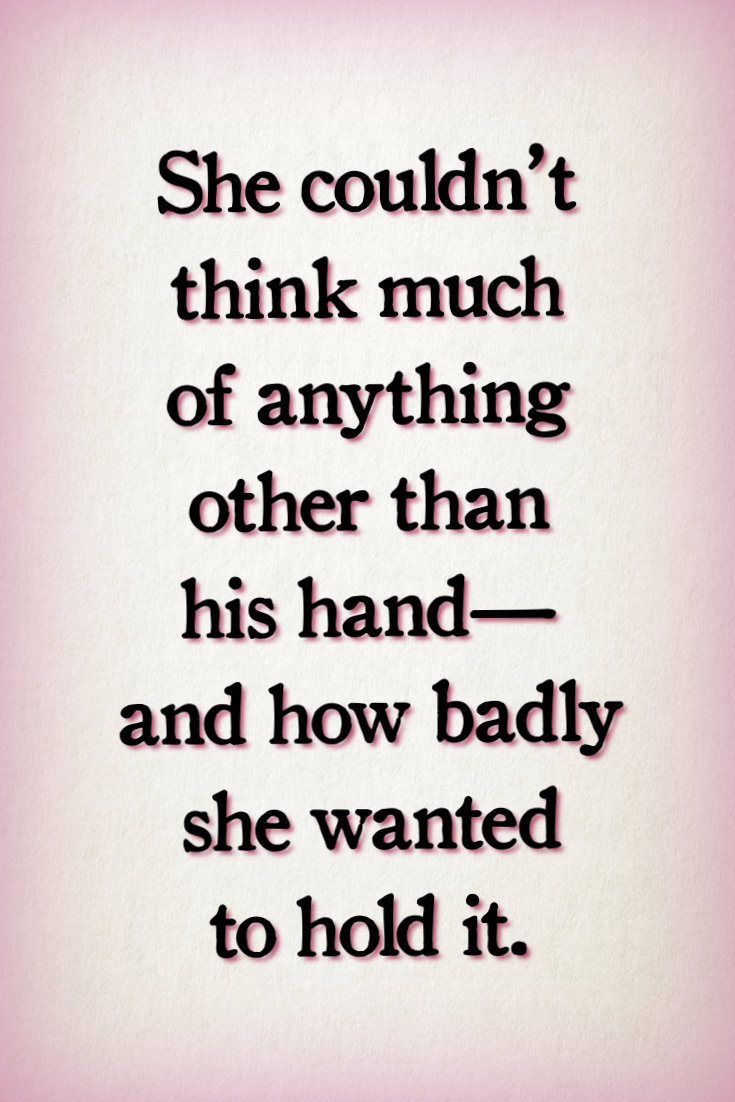 She couldn’t
think much
of anything
other than
his hand—
and how badly
she wanted
to hold it.